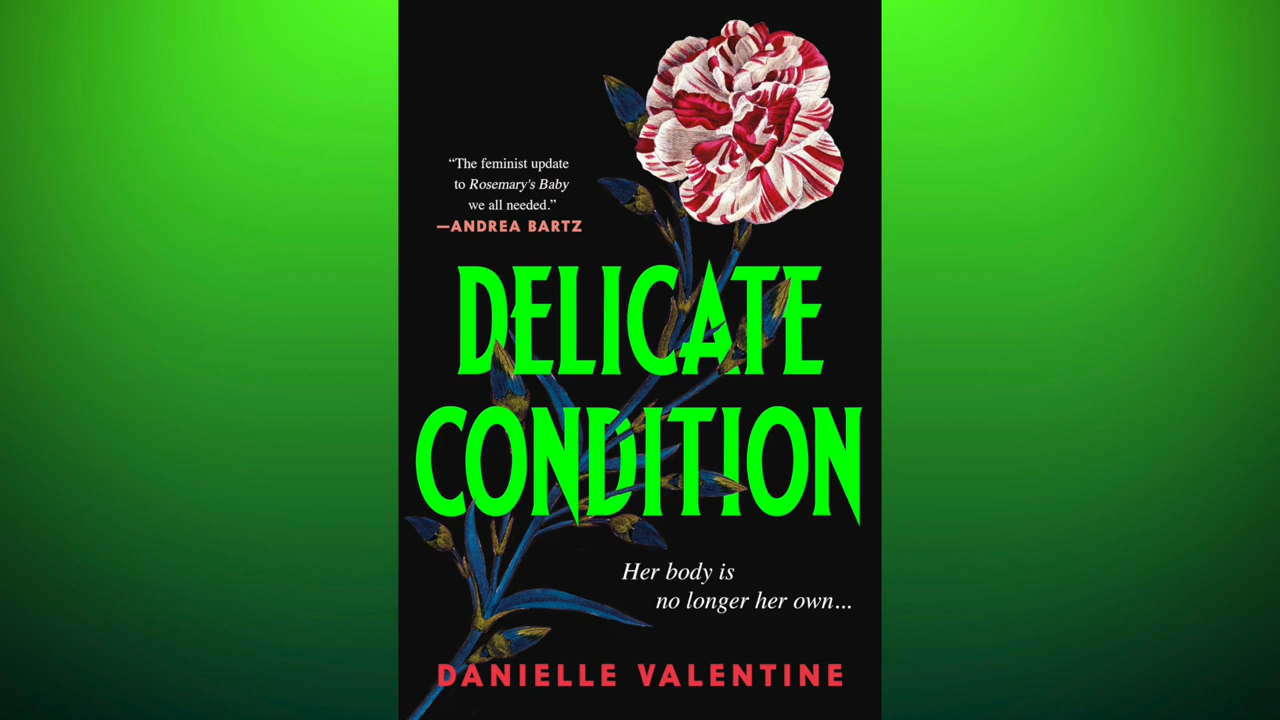 “The feminist update
to Rosemary's Baby
we all needed.”
—ANDREA BARTZ
DELICATE
CONDITION
Her body is
no longer her own...
DANIELLE VALENTINE